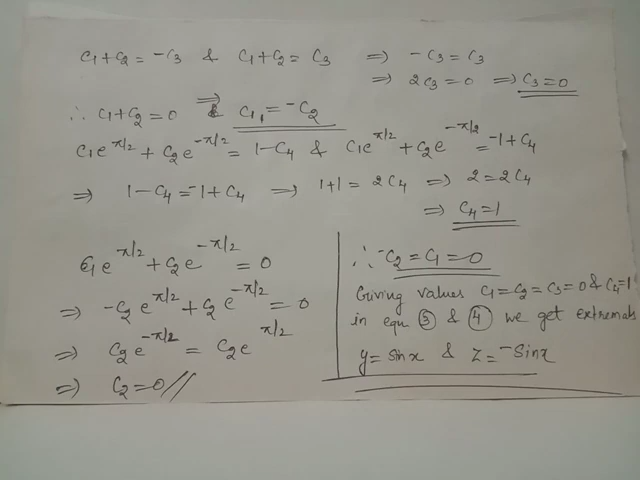 C₁+C₂ = -C₃ & C₁+C₂ = C₃ ⇒ -C₃ = C₃
⇒ 2C₃ = 0 ⇒ C₃ = 0
∴ C₁+C₂ = 0 ⇒ C₁, = -C₂
C₁e^π/2 + C₂e^-π/2 = 1-C₄ & C₁e^π/2 + C₂e^-π/2 = -1+C₄
⇒ 1-C₄ = -1+C₄ ⇒ 1+1 = 2C₄ ⇒ 2 = 2C₄
⇒ C₄ = 1
C₁e^π/2 + C₂e^-π/2 = 0
⇒ -C₂e^π/2 + C₂e^-π/2 = 0
⇒ C₂e^-π/2 = C₂e^π/2
⇒ C₂ = 0 //
∴ -C₂ = C₁ = 0
Giving values C₁ = C₂ = C₃ = 0 & C₄ = 1
in equ ③ & ④ we get extremals
y = sinx & z = -Sinx